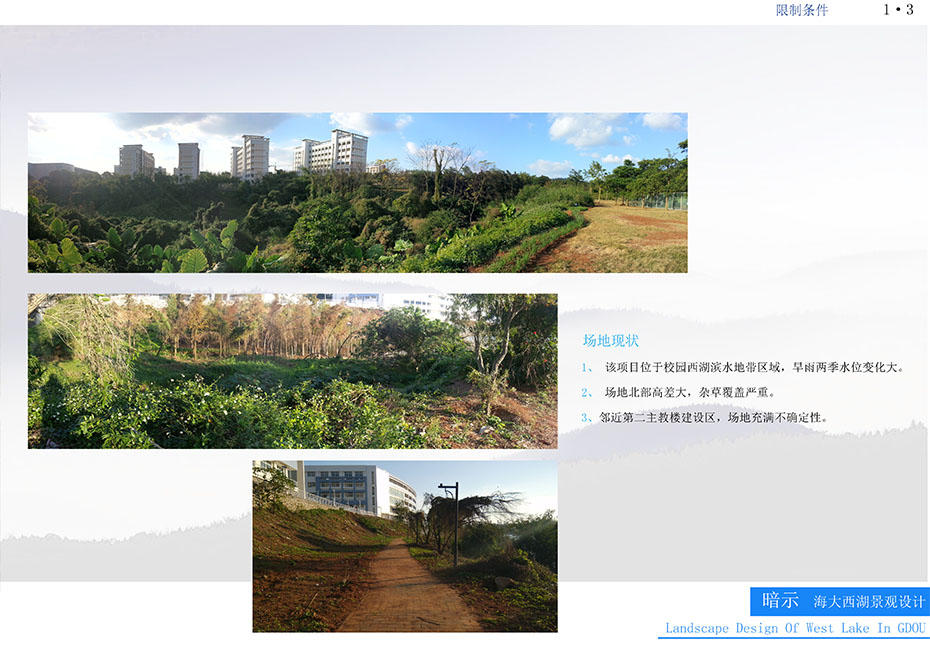 限制条件 1·3
场地现状
1、 该项目位于校园西湖滨水地带区域，旱雨两季水位变化大。
2、 场地北部高差大，杂草覆盖严重。
3、邻近第二主教楼建设区，场地充满不确定性。
暗示 海大西湖景观设计
Landscape Design Of West Lake In GDOU